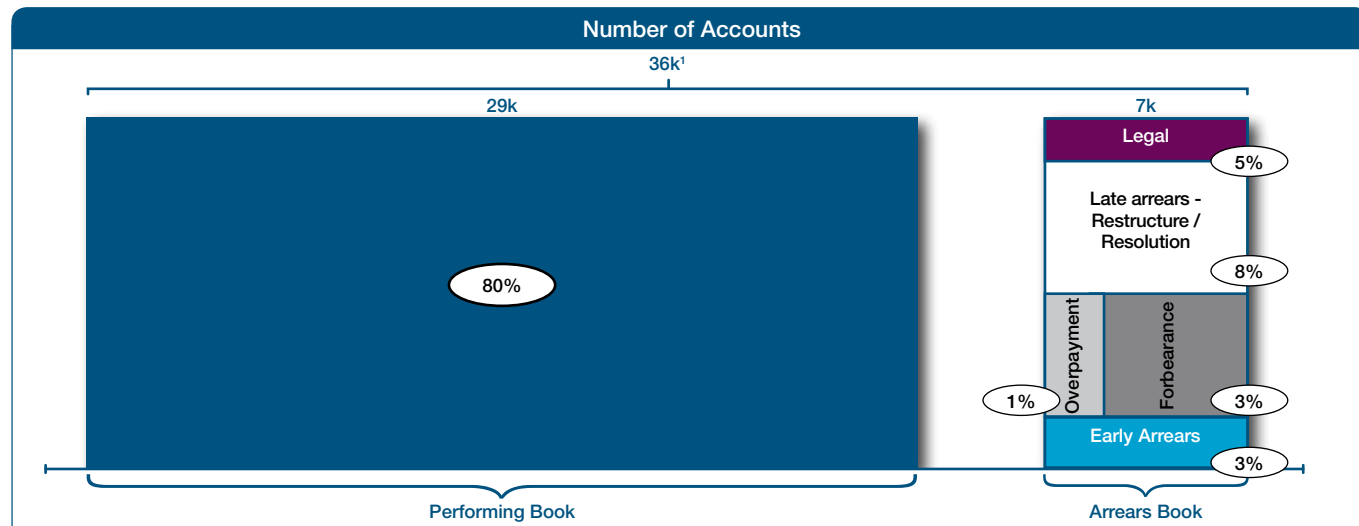 Number of Accounts
36k¹
29k
7k
Legal
5%
Late arrears -
Restructure /
Resolution
8%
80%
Overpayment
Forbearance
1%
3%
Early Arrears
3%
Performing Book
Arrears Book